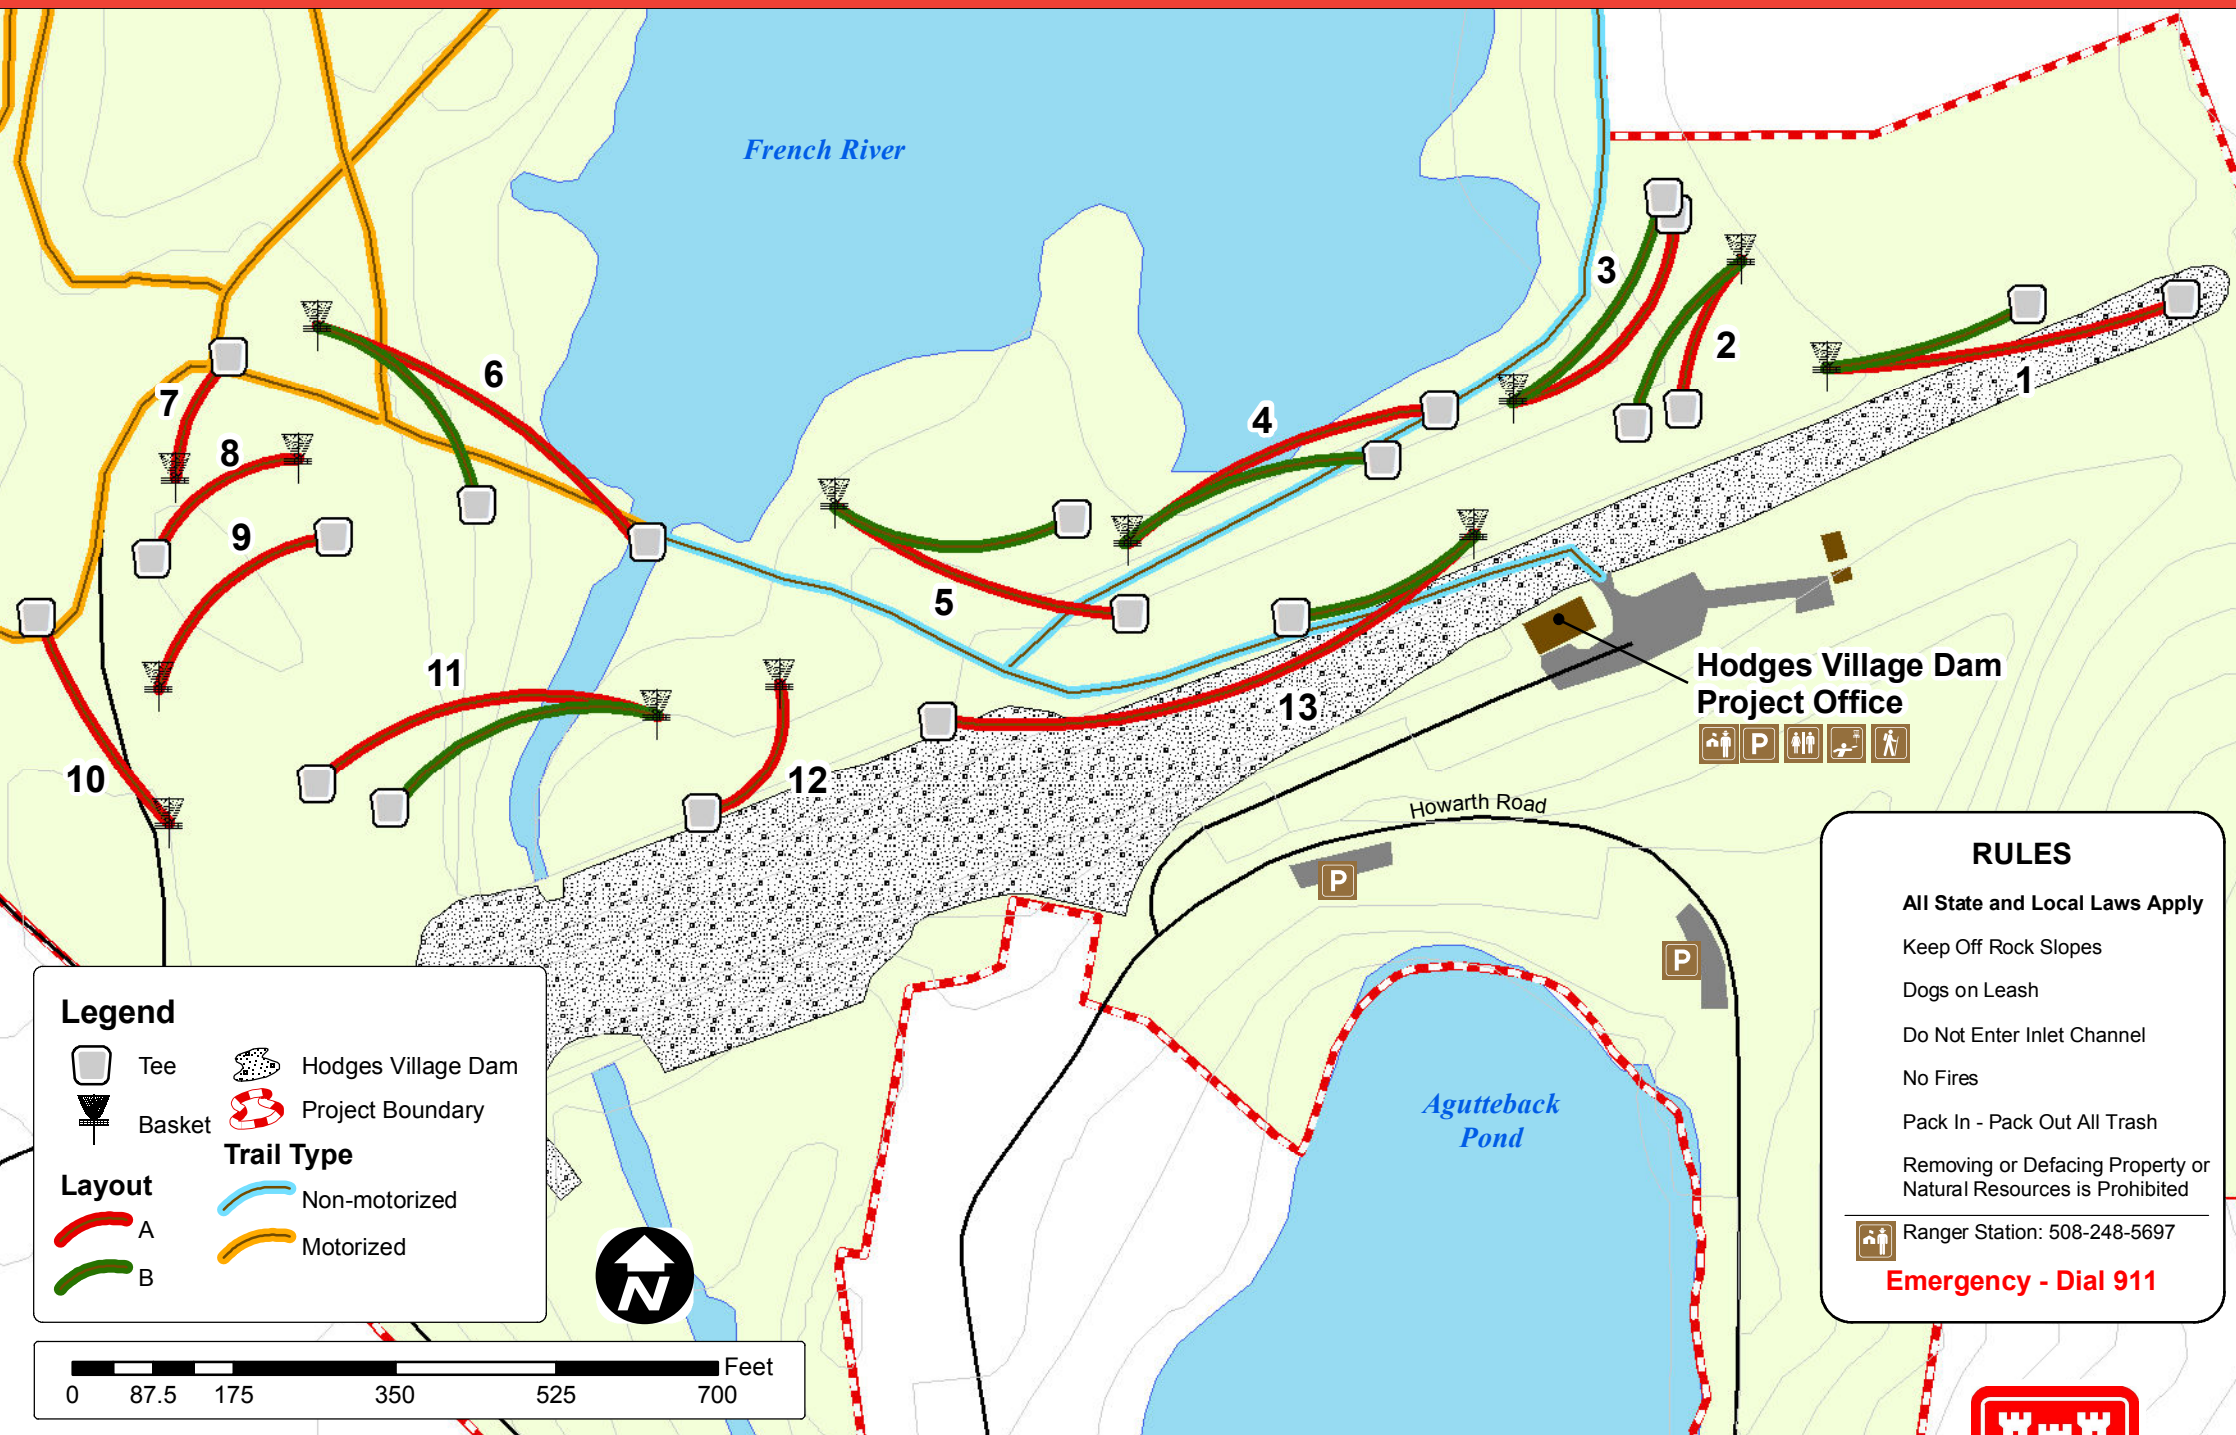 French River
3
2
1
6
7
4
8
9
5
11
13
12
10
Hodges Village Dam
Project Office
P
Howarth Road
P
P
Agutteback
Pond
RULES
All State and Local Laws Apply
Keep Off Rock Slopes
Dogs on Leash
Do Not Enter Inlet Channel
No Fires
Pack In - Pack Out All Trash
Removing or Defacing Property or
Natural Resources is Prohibited
Ranger Station: 508-248-5697
Emergency - Dial 911
Legend
Tee
Basket
Hodges Village Dam
Project Boundary
Layout
A
B
Trail Type
Non-motorized
Motorized
N
Feet
0 87.5 175 350 525 700